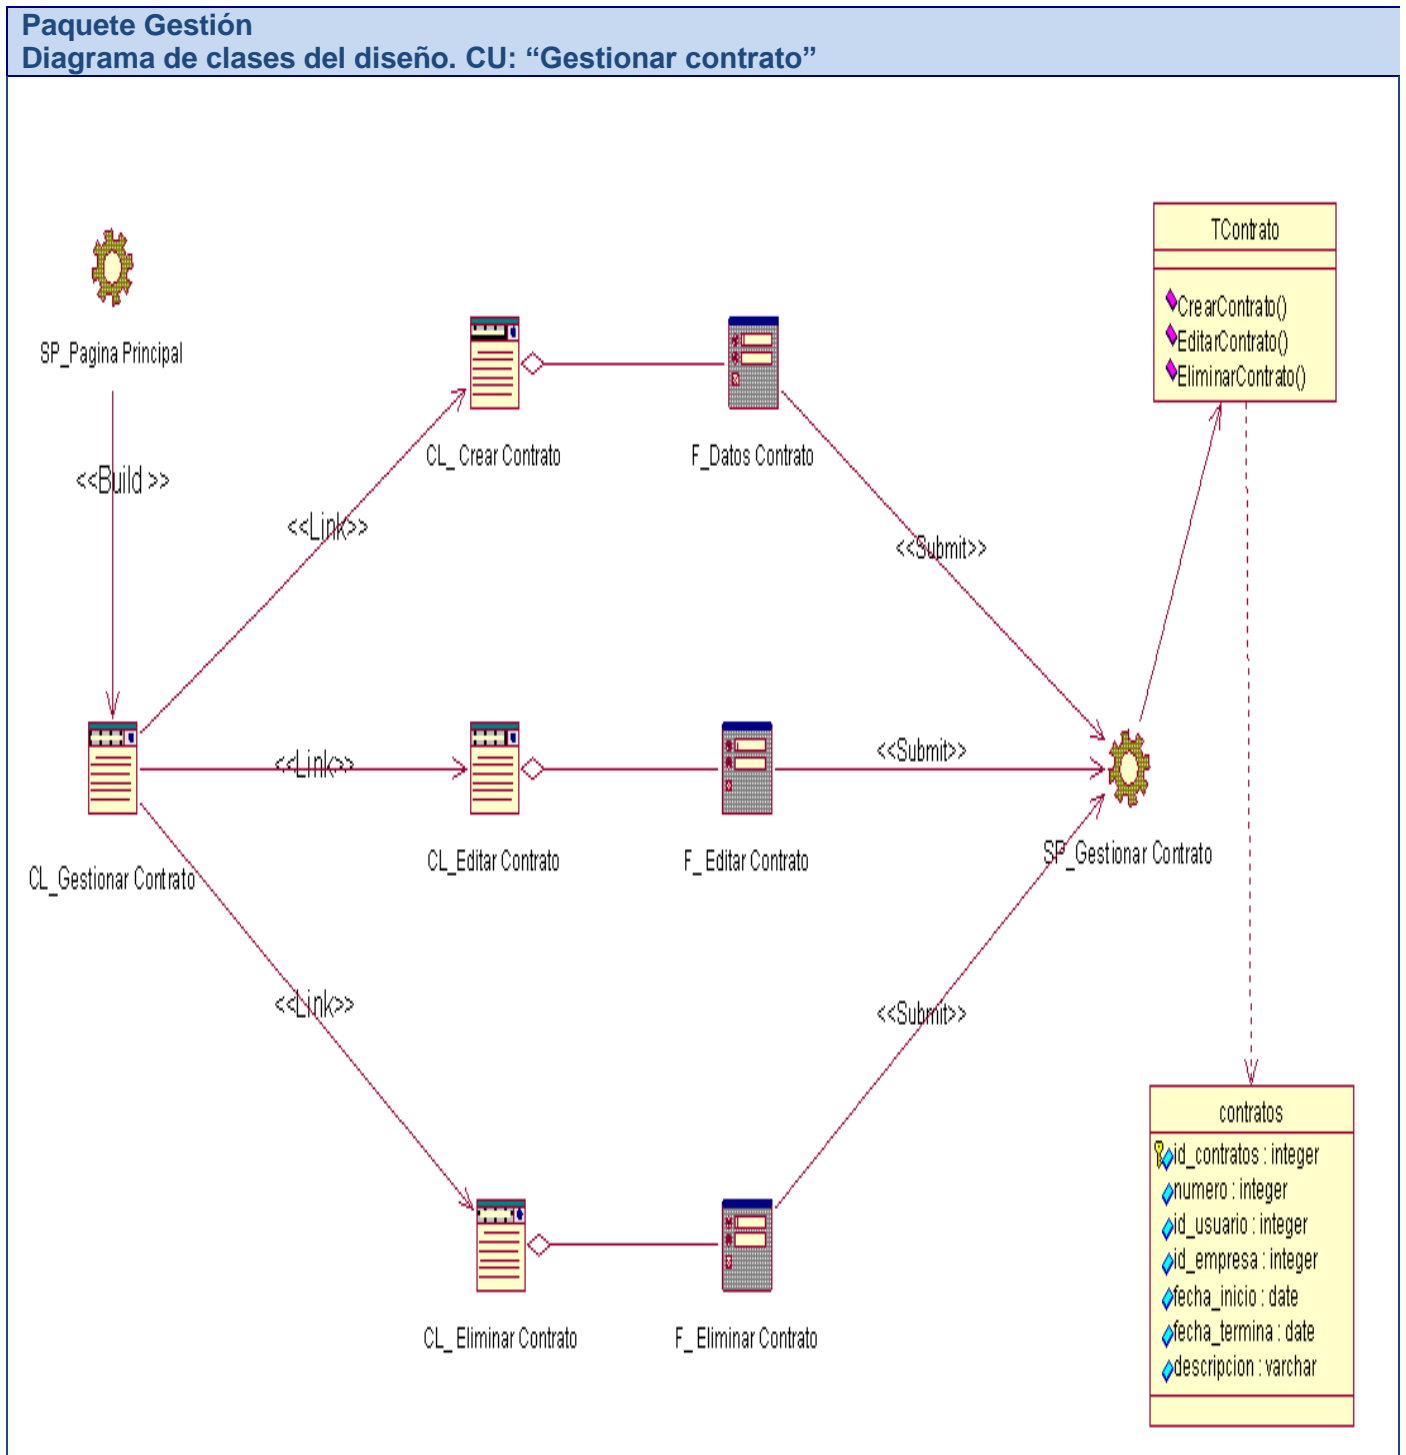 Paquete Gestión
Diagrama de clases del diseño. CU: “Gestionar contrato”
TContrato
CrearContrato()
EditarContrato()
EliminarContrato()
SP_Pagina Principal
<<Build >>
CL_ Crear Contrato
F_Datos Contrato
<<Link>>
<<Submit>>
<<Link>>
<<Submit>>
CL_Gestionar Contrato
CL_Editar Contrato
F_ Editar Contrato
SP_Gestionar Contrato
<<Link>>
<<Submit>>
CL_ Eliminar Contrato
F_ Eliminar Contrato
contratos
id_contratos : integer
numero : integer
id_usuario : integer
id_empresa : integer
fecha_inicio : date
fecha_termina : date
descripcion : varchar